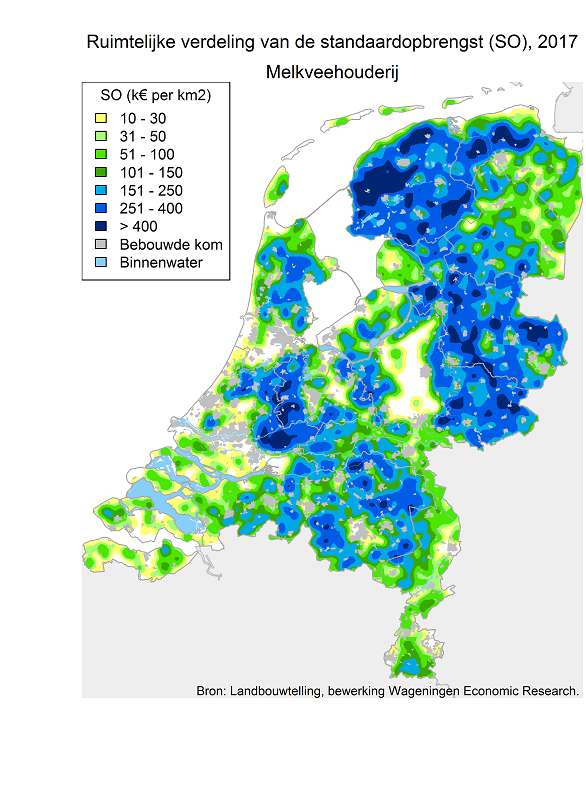 Ruimtelijke verdeling van de standaardopbrengst (SO), 2017
Melkveehouderij
SO (k€ per km2)
10 - 30
31 - 50
51 - 100
101 - 150
151 - 250
251 - 400
> 400
Bebouwde kom
Binnenwater
Bron: Landbouwtelling, bewerking Wageningen Economic Research.